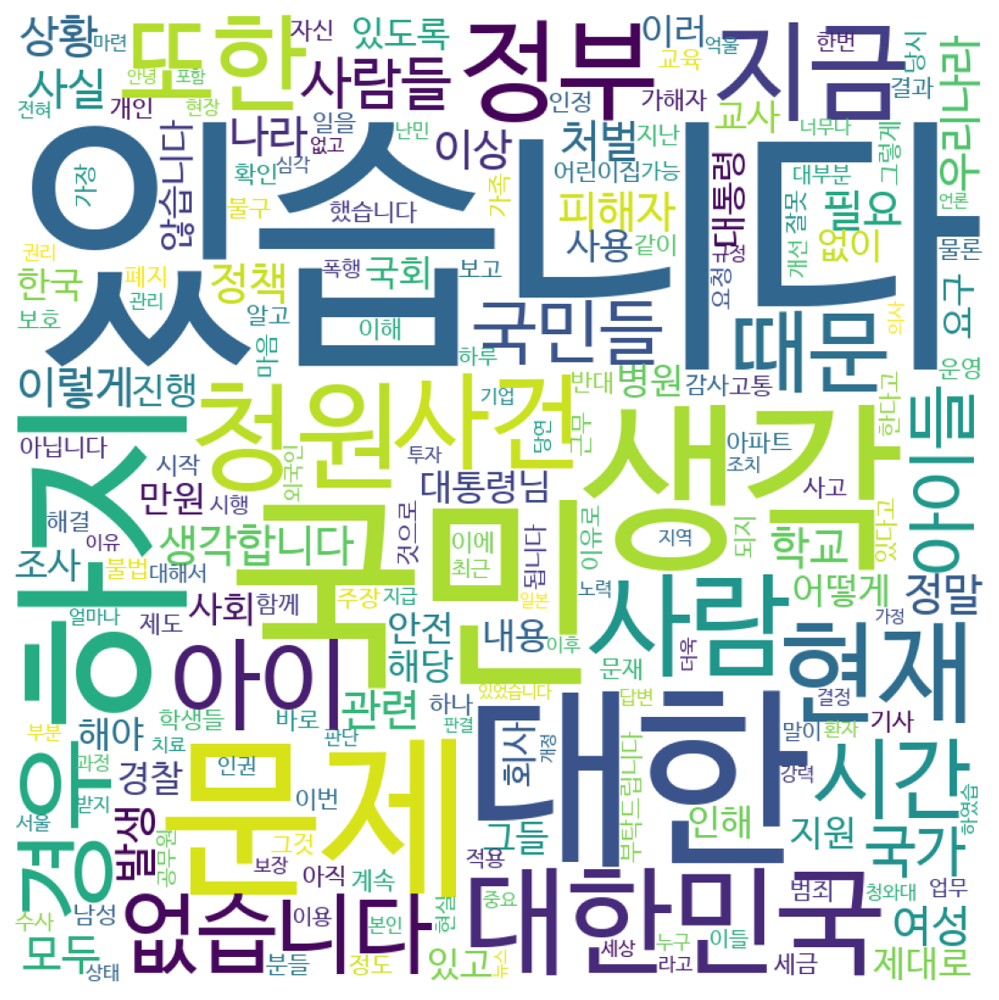 상황
마련
또한
자신
있도록
정부
이러
지금
한번
당시
사실
안녕
포함
사람들
교육
억울
결과
전혀
개인
현장
나라
일을
없고
난민
이상
인정
가해자
처벌
지난
교사
너무나
그렇게
우리나라
있습니다
가장
않습니다
확인
심각
어린이집
가능
대통령
대부분
언론
권리
불구
했습니다
가족
피해자
잘못
필요
한국
폐지
정책
폭행
국회
보고
사용
같이
규정
개선
없이
물론
보호
관리
알고
마음
이해
하루
국민들
요청
때문
의사
요구
운영
이렇게
진행
청원
사건
기업
반대
병원
감사
고통
한다고
아이들
아닙니다
하지
시작
외국인
당연
근무
투자
생각
아파트
조치
만원
시행
대통령님
사고
해결
이유
국민
것으로
이에
최근
됩니다
이유로
지역
되지
학교
있다고
조사
불법
대해서
생각합니다
얼마나
제도
사회
함께
주장
지급
일본
노력
사람
어떻게
정말
가정
아이
안전
내용
이후
더욱
현재
해당
문재
경우
학생들
관련
하나
있었습니다
대한
답변
결정
기사
부분
해야
바로
판결
회사
개정
말이
환자
치료
문제
판단
시간
과정
경찰
인권
강력
받지
이번
부탁드립니다
하였습
서울
발생
공무원
그것
그들
인해
지원
국가
보장
아직
계속
현실
적용
대한민국
범죄
청와대
업무
수사
남성
없습니다
이용
본인
중요
여성
모두
상태
분들
정도
있고
뉴스
세상
누구
라고
이들
세금
제대로